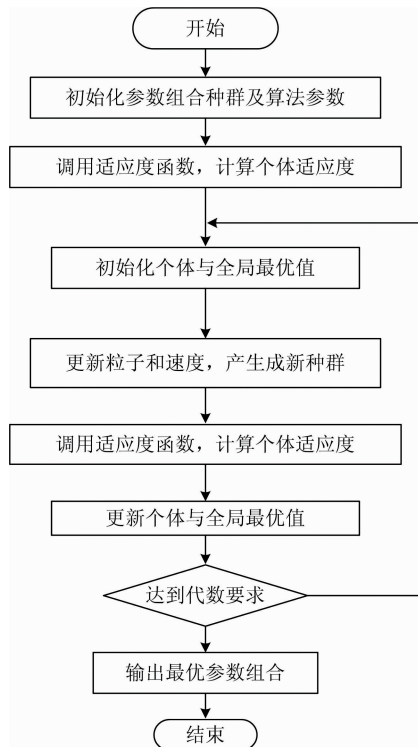 开始
初始化参数组合种群及算法参数
调用适应度函数，计算个体适应度
初始化个体与全局最优值
更新粒子和速度，产生成新种群
调用适应度函数，计算个体适应度
更新个体与全局最优值
达到代数要求
输出最优参数组合
结束